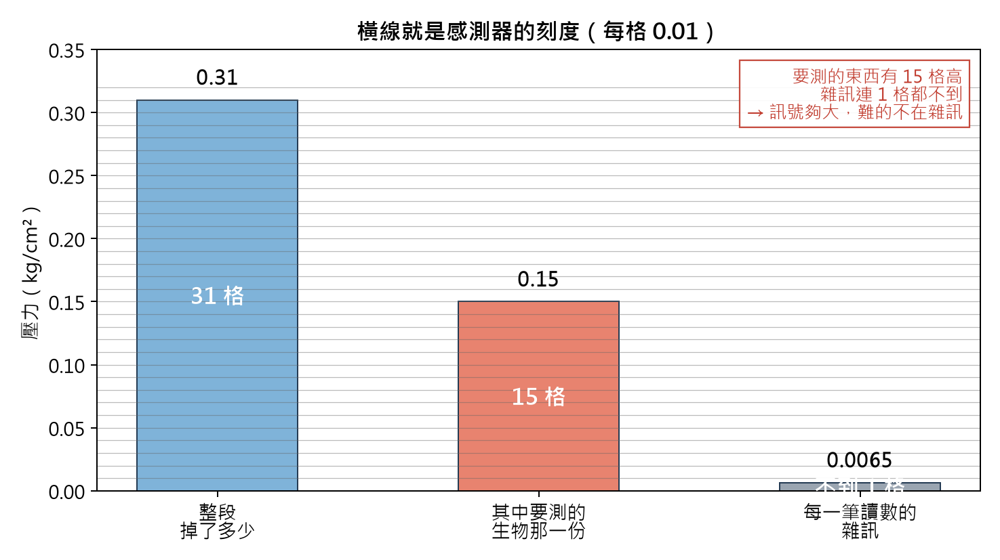 橫線就是感測器的刻度（每格 0.01）
0.35
0.30
0.25
0.20
0.15
0.10
0.05
0.00
壓力（kg/cm²）
要測的東西有 15 格高
雜訊連 1 格都不到
→ 訊號夠大，難的不在雜訊
0.31
31 格
0.15
15 格
0.0065
不到 1 格
整段
掉了多少
其中要測的
生物那一份
每一筆讀數的
雜訊